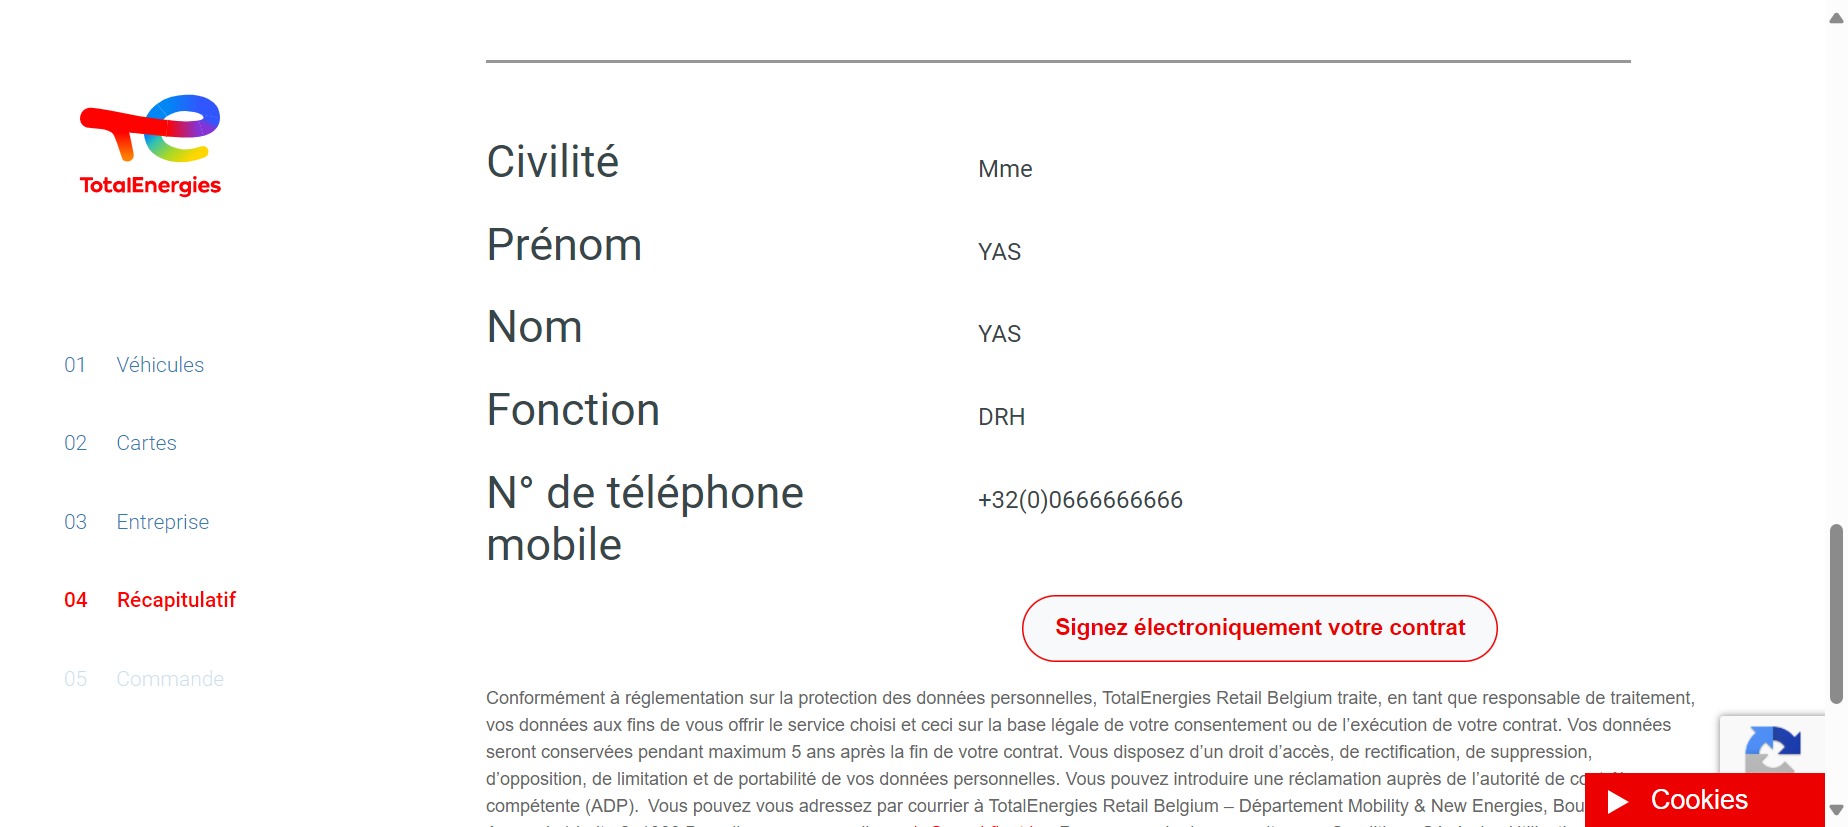 TotalEnergies
01 Véhicules
02 Cartes
03 Entreprise
04 Récapitulatif
05 Commande
Civilité Mme
Prénom YAS
Nom YAS
Fonction DRH
N° de téléphone mobile +32(0)0666666666
Signez électroniquement votre contrat
Conformément à réglementation sur la protection des données personnelles, TotalEnergies Retail Belgium traite, en tant que responsable de traitement,
vos données aux fins de vous offrir le service choisi et ceci sur la base légale de votre consentement ou de l’exécution de votre contrat. Vos données
seront conservées pendant maximum 5 ans après la fin de votre contrat. Vous disposez d’un droit d’accès, de rectification, de suppression,
d’opposition, de limitation et de portabilité de vos données personnelles. Vous pouvez introduire une réclamation auprès de l’autorité de
compétente (ADP). Vous pouvez vous adressez par courrier à TotalEnergies Retail Belgium – Département Mobility & New Energies,
Cookies